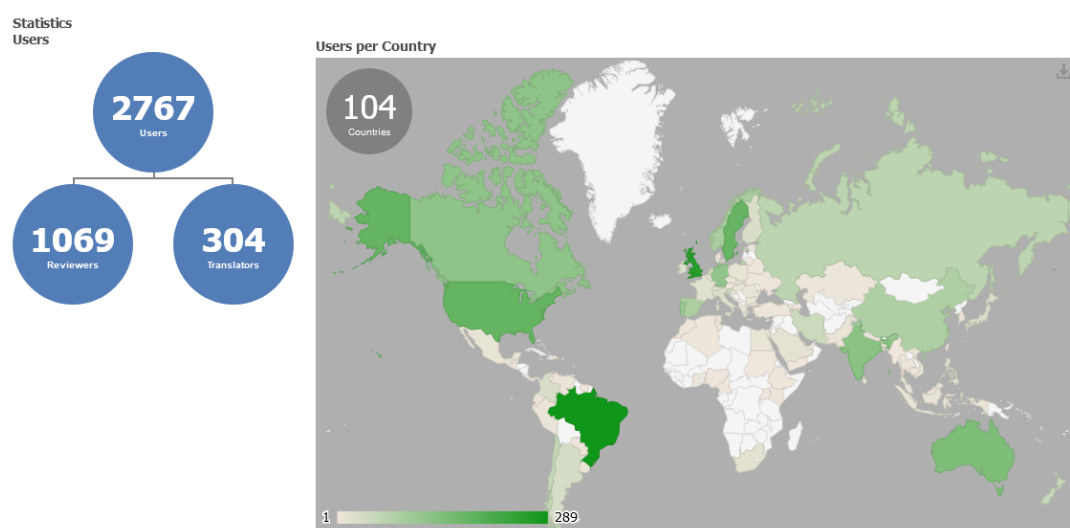 Statistics
Users
2767
Users
1069
Reviewers
304
Translators
Users per Country
104
Countries
1
289